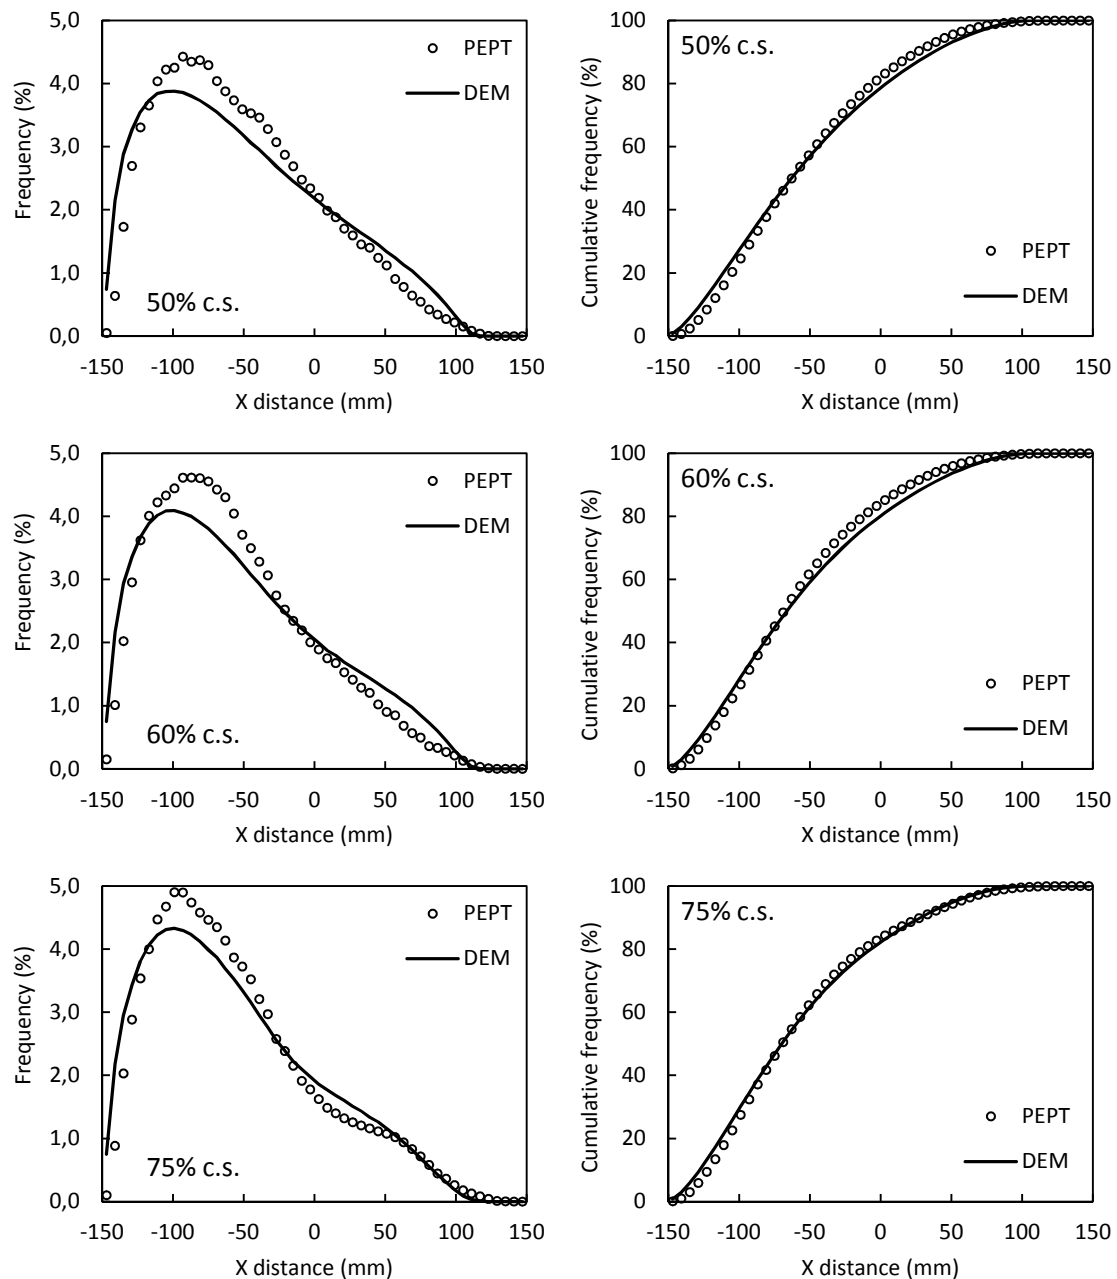 5,0
4,0
3,0
2,0
1,0
0,0
Frequency (%)
PEPT
DEM
50% c.s.
-150 -100 -50 0 50 100 150
X distance (mm)
100
80
60
40
20
0
Cumulative frequency (%)
50% c.s.
PEPT
DEM
-150 -100 -50 0 50 100 150
X distance (mm)
5,0
4,0
3,0
2,0
1,0
0,0
Frequency (%)
PEPT
DEM
60% c.s.
-150 -100 -50 0 50 100 150
X distance (mm)
100
80
60
40
20
0
Cumulative frequency (%)
60% c.s.
PEPT
DEM
-150 -100 -50 0 50 100 150
X distance (mm)
5,0
4,0
3,0
2,0
1,0
0,0
Frequency (%)
PEPT
DEM
75% c.s.
-150 -100 -50 0 50 100 150
X distance (mm)
100
80
60
40
20
0
Cumulative frequency (%)
75% c.s.
PEPT
DEM
-150 -100 -50 0 50 100 150
X distance (mm)